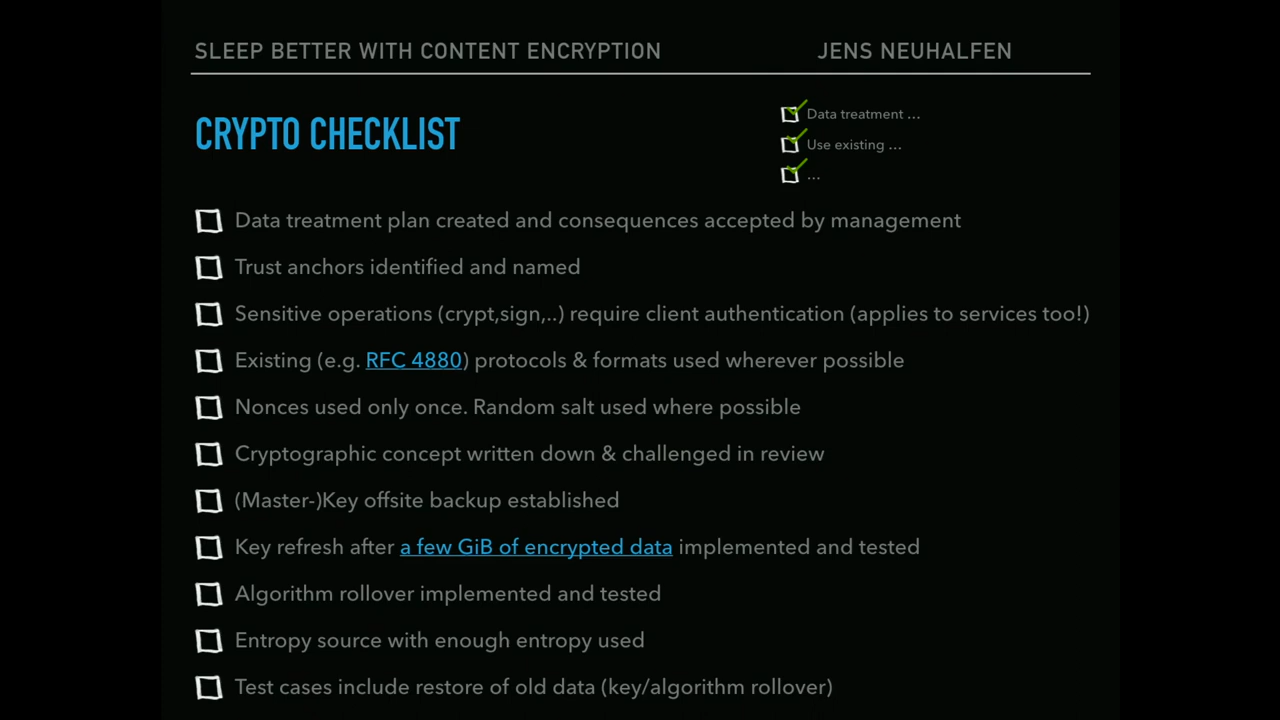 SLEEP BETTER WITH CONTENT ENCRYPTION
JENS NEUHALFEN
CRYPTO CHECKLIST
Data treatment ...
Use existing ...
...
Data treatment plan created and consequences accepted by management
Trust anchors identified and named
Sensitive operations (crypt,sign,..) require client authentication (applies to services too!)
Existing (e.g. RFC 4880) protocols & formats used wherever possible
Nonces used only once. Random salt used where possible
Cryptographic concept written down & challenged in review
(Master-)Key offsite backup established
Key refresh after a few GiB of encrypted data implemented and tested
Algorithm rollover implemented and tested
Entropy source with enough entropy used
Test cases include restore of old data (key/algorithm rollover)